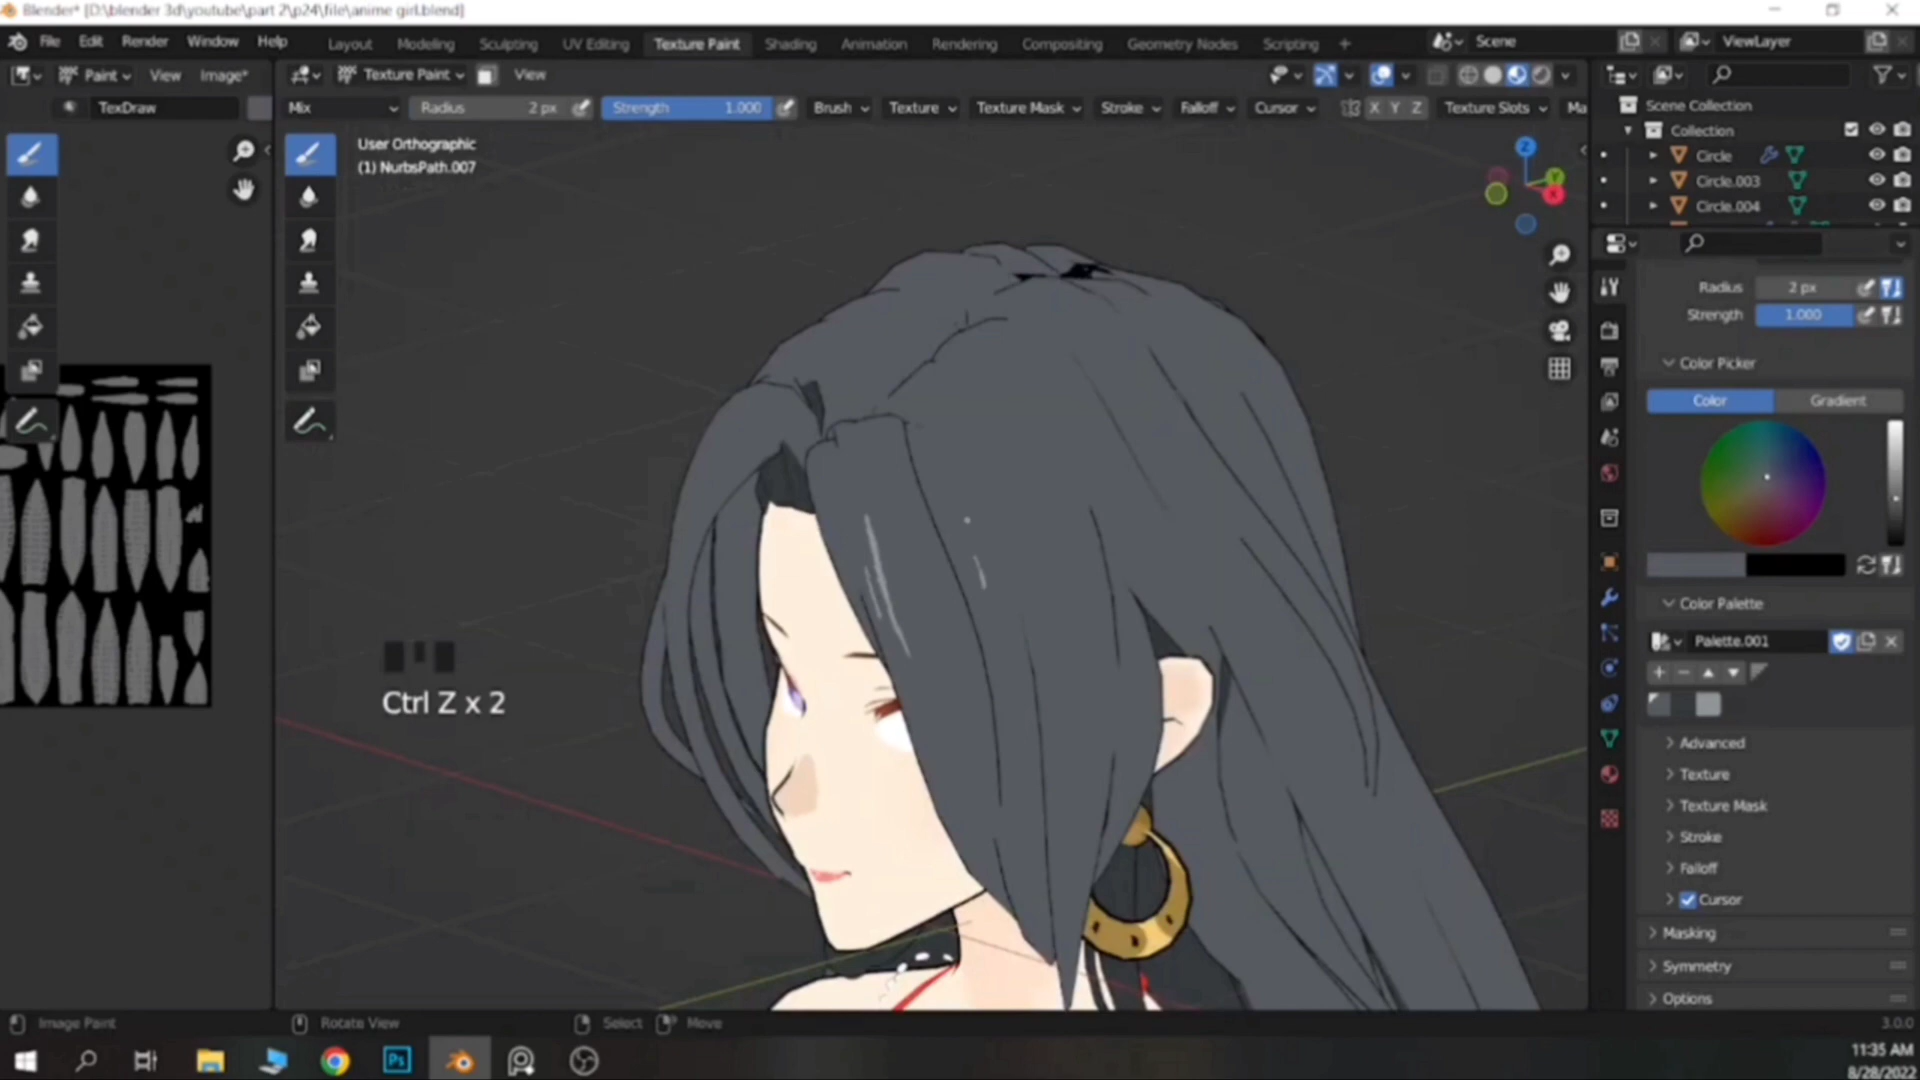 Blender* [D:\blender 3d\youtube\part 2\p24\file\anime girl.blend]
File Edit Render Window Help Layout Modeling Sculpting UV Editing Texture Paint Shading Animation Rendering Compositing Geometry Nodes Scripting + Scene ViewLayer
Paint View Image* Texture Paint View
TexDraw Mix Radius 2 px Strength 1.000 Brush Texture Texture Mask Stroke Falloff Cursor X Y Z Texture Slots Ma
User Orthographic
(1) NurbsPath.007
Z
Y
X
Scene Collection
Collection
Circle
Circle.003
Circle.004
Radius 2 px
Strength 1.000
Color Picker
Color Gradient
Color Palette
Palette.001
Advanced
Texture
Texture Mask
Stroke
Falloff
Cursor
Masking
Symmetry
Options
Ctrl Z x 2
Image Paint Rotate View Select Move 3.0.0
Ps
11:35 AM
8/28/2022